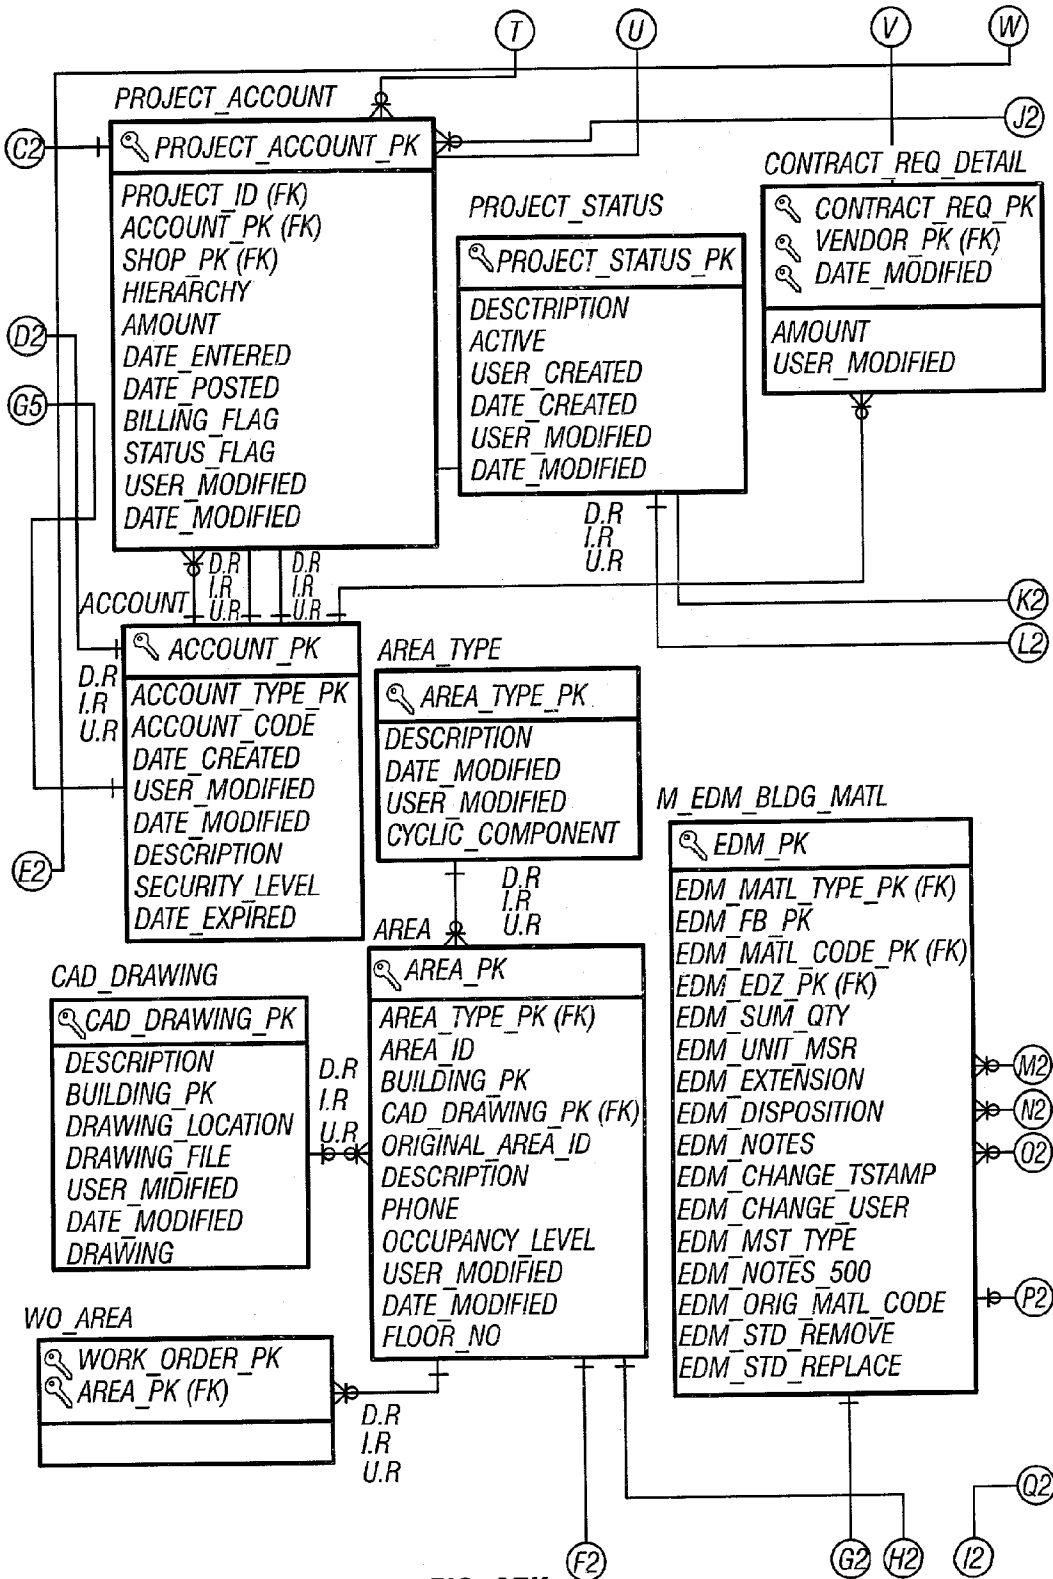 T
U
V
W
PROJECT_ACCOUNT
C2
PROJECT_ACCOUNT_PK
J2
PROJECT_ID (FK)
ACCOUNT_PK (FK)
SHOP_PK (FK)
HIERARCHY
AMOUNT
DATE_ENTERED
DATE_POSTED
BILLING_FLAG
STATUS_FLAG
USER_MODIFIED
DATE_MODIFIED
PROJECT_STATUS
PROJECT_STATUS_PK
DESCTRIPTION
ACTIVE
USER_CREATED
DATE_CREATED
USER_MODIFIED
DATE_MODIFIED
CONTRACT_REQ_DETAIL
CONTRACT_REQ_PK
VENDOR_PK (FK)
DATE_MODIFIED
AMOUNT
USER_MODIFIED
D2
G5
D.R
I.R
U.R
D.R
I.R
U.R
D.R
I.R
U.R
K2
L2
ACCOUNT
ACCOUNT_PK
D.R
I.R
U.R
ACCOUNT_TYPE_PK
ACCOUNT_CODE
DATE_CREATED
USER_MODIFIED
DATE_MODIFIED
DESCRIPTION
SECURITY_LEVEL
DATE_EXPIRED
E2
AREA_TYPE
AREA_TYPE_PK
DESCRIPTION
DATE_MODIFIED
USER_MODIFIED
CYCLIC_COMPONENT
D.R
I.R
U.R
M_EDM_BLDG_MATL
EDM_PK
EDM_MATL_TYPE_PK (FK)
EDM_FB_PK
EDM_MATL_CODE_PK (FK)
EDM_EDZ_PK (FK)
EDM_SUM_QTY
EDM_UNIT_MSR
EDM_EXTENSION
EDM_DISPOSITION
EDM_NOTES
EDM_CHANGE_TSTAMP
EDM_CHANGE_USER
EDM_MST_TYPE
EDM_NOTES_500
EDM_ORIG_MATL_CODE
EDM_STD_REMOVE
EDM_STD_REPLACE
M2
N2
O2
P2
AREA
AREA_PK
AREA_TYPE_PK (FK)
AREA_ID
BUILDING_PK
CAD_DRAWING_PK (FK)
ORIGINAL_AREA_ID
DESCRIPTION
PHONE
OCCUPANCY_LEVEL
USER_MODIFIED
DATE_MODIFIED
FLOOR_NO
CAD_DRAWING
CAD_DRAWING_PK
DESCRIPTION
BUILDING_PK
DRAWING_LOCATION
DRAWING_FILE
USER_MIDIFIED
DATE_MODIFIED
DRAWING
D.R
I.R
U.R
WO_AREA
WORK_ORDER_PK
AREA_PK (FK)
D.R
I.R
U.R
Q2
F2
G2
H2
I2